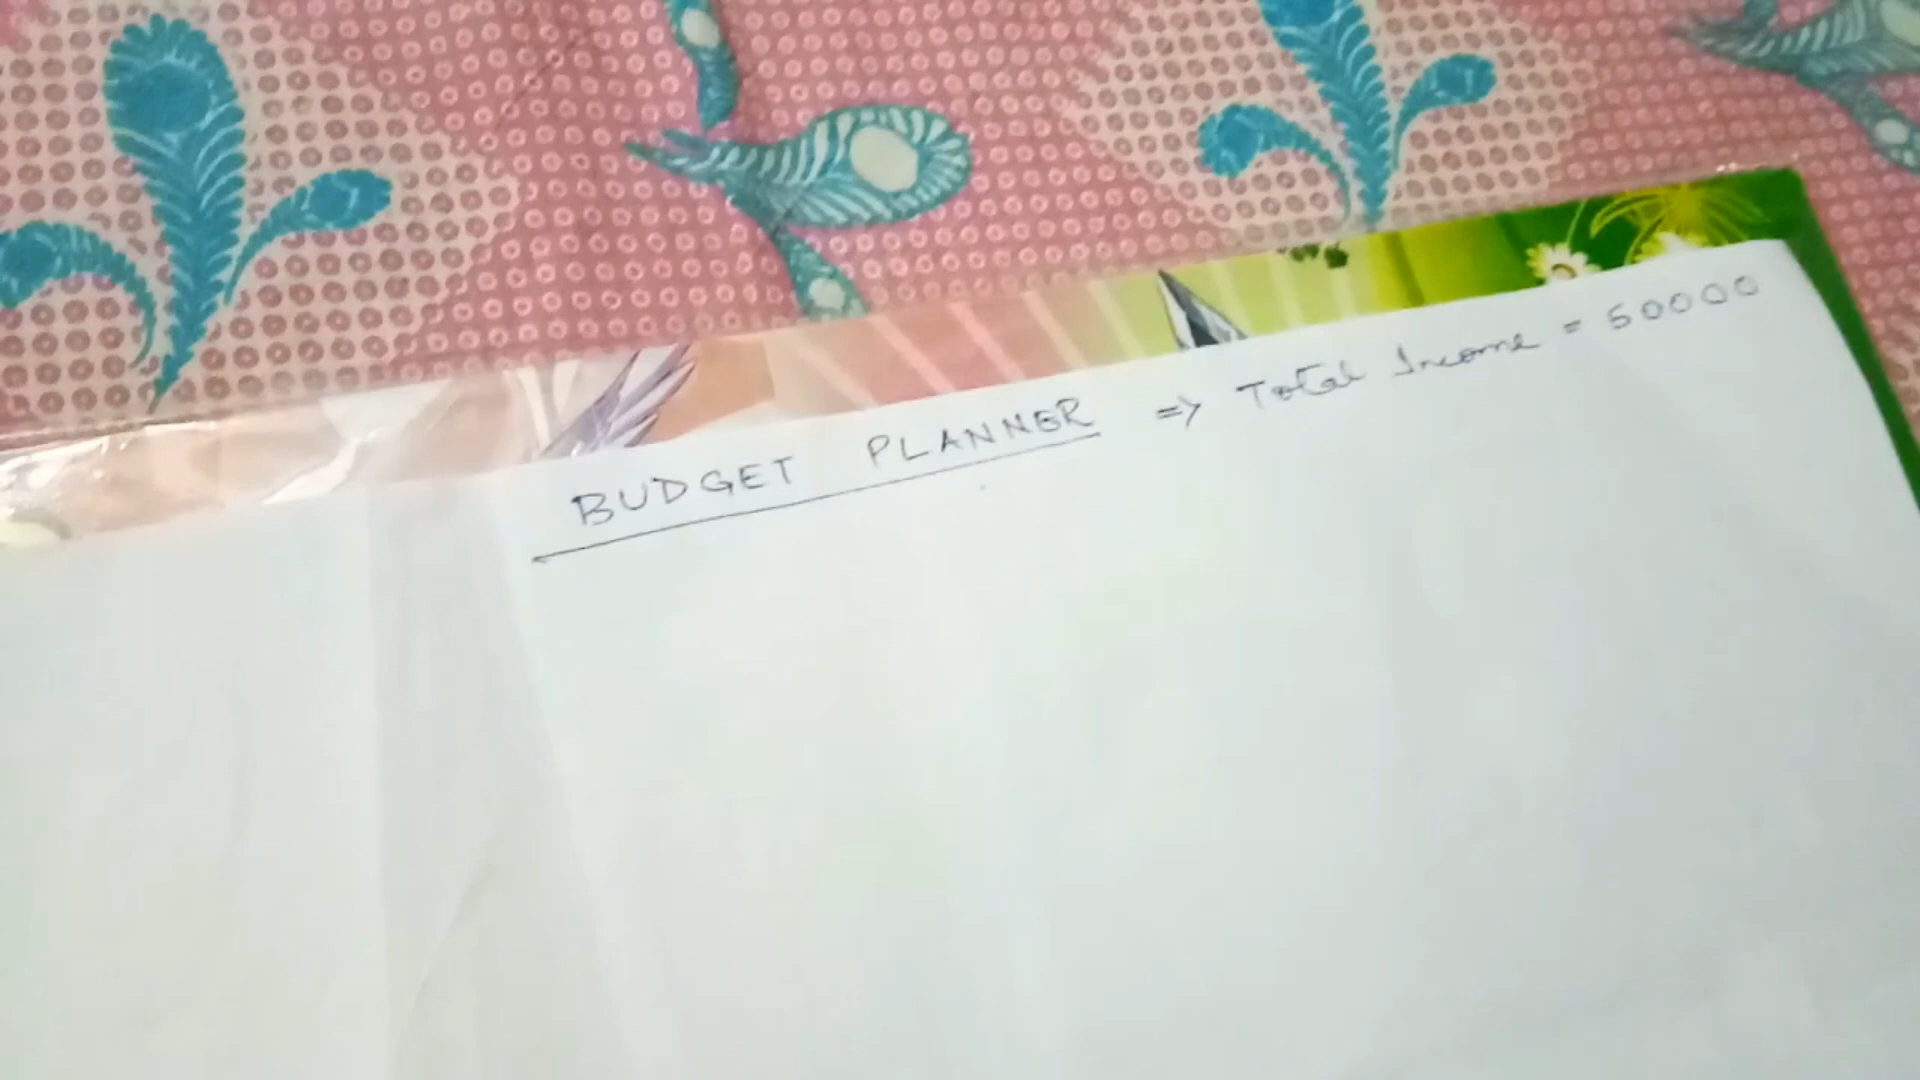 BUDGET PLANNER => Total Income = 50000